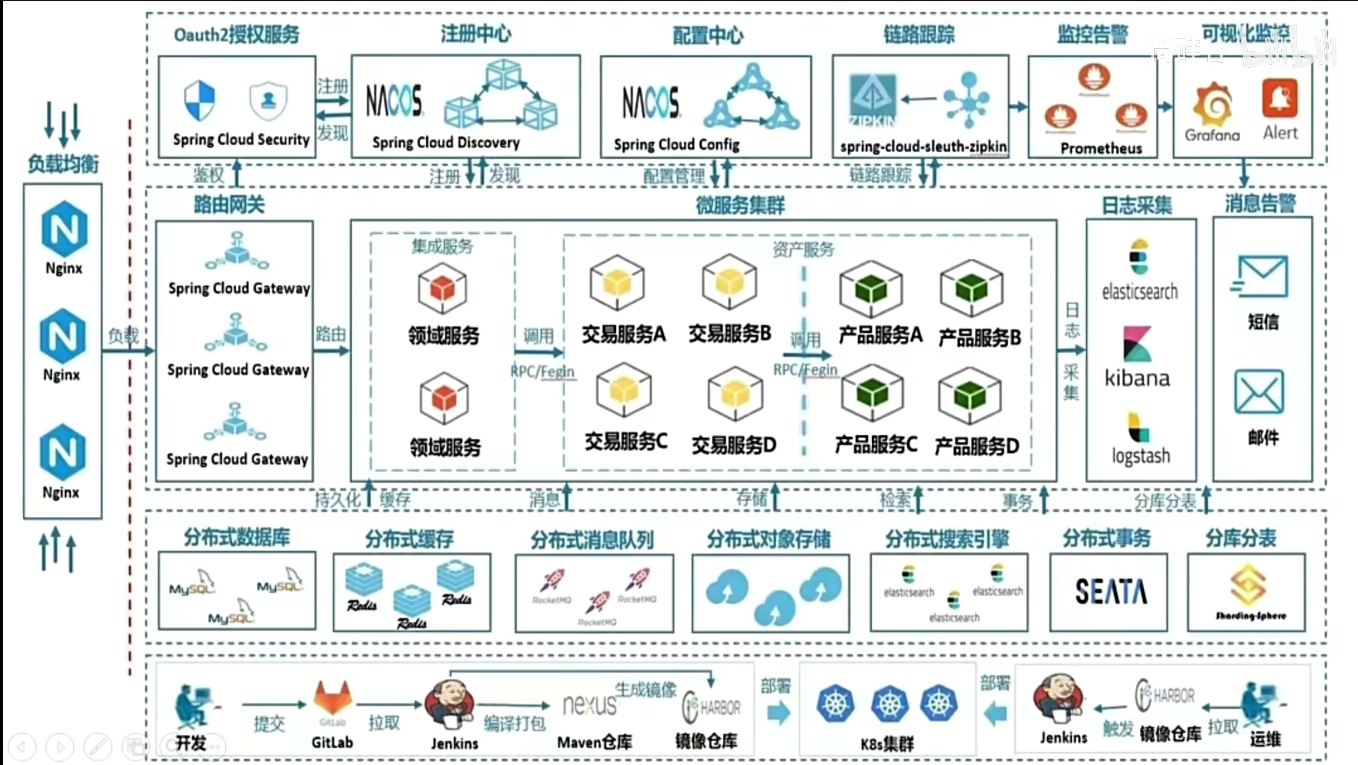 Oauth2授权服务
注册中心
配置中心
链路跟踪
监控告警
可视化监控
bilibili
注册
发现
NACOS.
NACOS.
ZIPKIN
Prometheus
Prometheus
Prometheus
Grafana
Alert
Spring Cloud Security
Spring Cloud Discovery
Spring Cloud Config
spring-cloud-sleuth-zipkin
Prometheus
负载均衡
鉴权
注册
发现
配置管理
链路跟踪
路由网关
微服务集群
日志采集
消息告警
Nginx
Nginx
Nginx
负载
Spring Cloud Gateway
Spring Cloud Gateway
Spring Cloud Gateway
路由
集成服务
领域服务
领域服务
调用
RPC/Fegin
资产服务
交易服务A
交易服务B
交易服务C
交易服务D
调用
RPC/Fegin
产品服务A
产品服务B
产品服务C
产品服务D
日志
采集
elasticsearch
kibana
logstash
短信
邮件
持久化
缓存
消息
存储
检索
事务
分库分表
分布式数据库
分布式缓存
分布式消息队列
分布式对象存储
分布式搜索引擎
分布式事务
分库分表
MySQL
MySQL
MySQL
Redis
Redis
Redis
RocketMQ
RocketMQ
RocketMQ
elasticsearch
elasticsearch
elasticsearch
SEATA
Sharding-Sphere
开发
提交
GitLab
GitLab
拉取
Jenkins
编译打包
生成镜像
nexus
Maven仓库
HARBOR
镜像仓库
部署
K8s集群
部署
Jenkins
触发
HARBOR
镜像仓库
拉取
运维